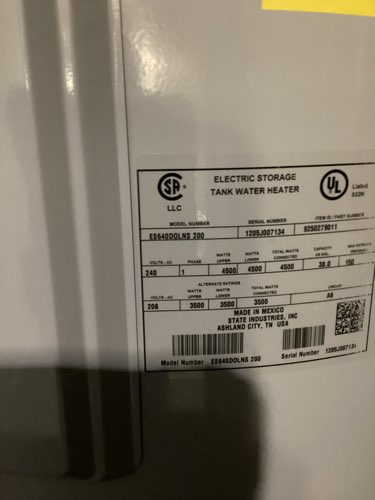 ELECTRIC STORAGE
TANK WATER HEATER
SA
LLC
UL
Listed
MODEL NUMBER SERIAL NUMBER ITEM ID / PART NUMBER
ES640DOLNS 200 1205J007134 9250279011
VOLTS - AC PHASE WATTS UPPER WATTS LOWER TOTAL WATTS CONNECTED CAPACITY US GAL
240 1 4500 4500 4500 38.0 150
ALTERNATE RATINGS
VOLTS - AC WATTS UPPER WATTS LOWER TOTAL WATTS CONNECTED CIRCUIT
208 3500 3500 3500 A6
MADE IN MEXICO
STATE INDUSTRIES, INC
ASHLAND CITY, TN USA
Model Number ES640DOLNS 200 Serial Number 1205J007134